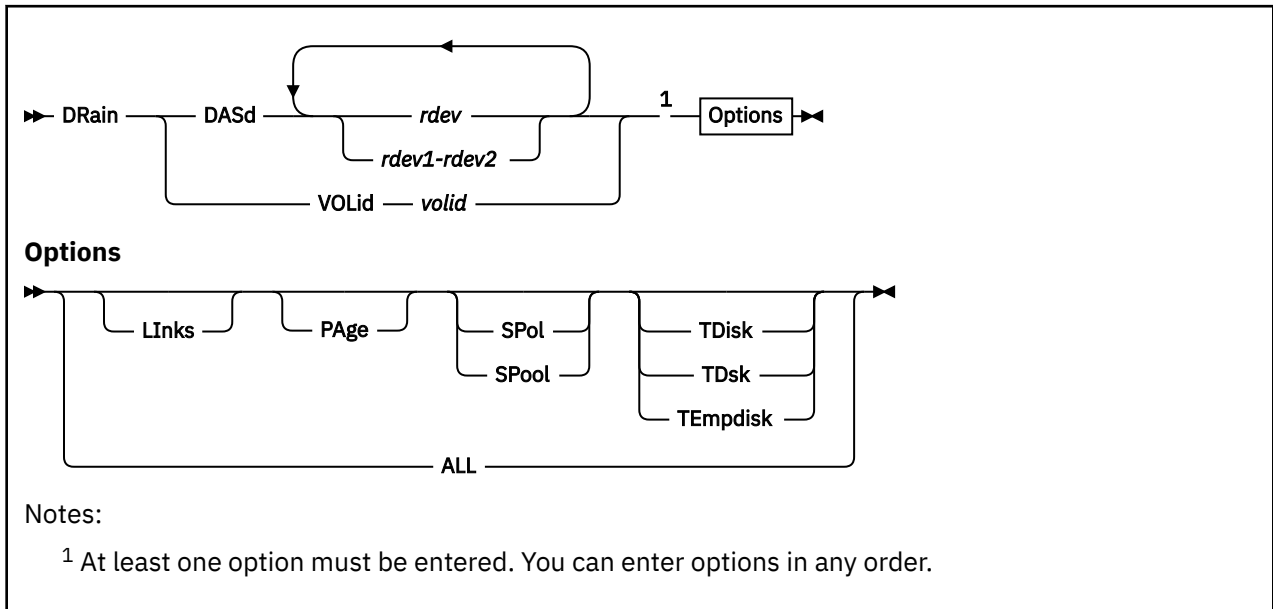 DRain DASd rdev 1 Options
rdev1-rdev2
VOLid volid
Options
LInks PAge SPol TDisk
SPool TDsk
TEmpdisk
ALL
Notes:
1 At least one option must be entered. You can enter options in any order.